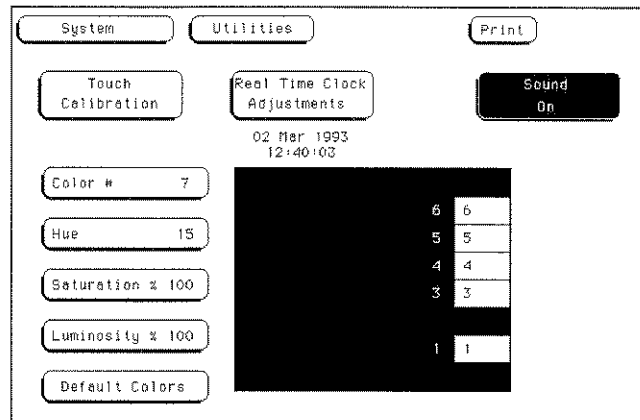 System Utilities Print
Touch Calibration
Real Time Clock Adjustments
Sound On
02 Mar 1993
12:40:03
Color # 7
Hue 15
Saturation % 100
Luminosity % 100
Default Colors
6 6
5 5
4 4
3 3
1 1